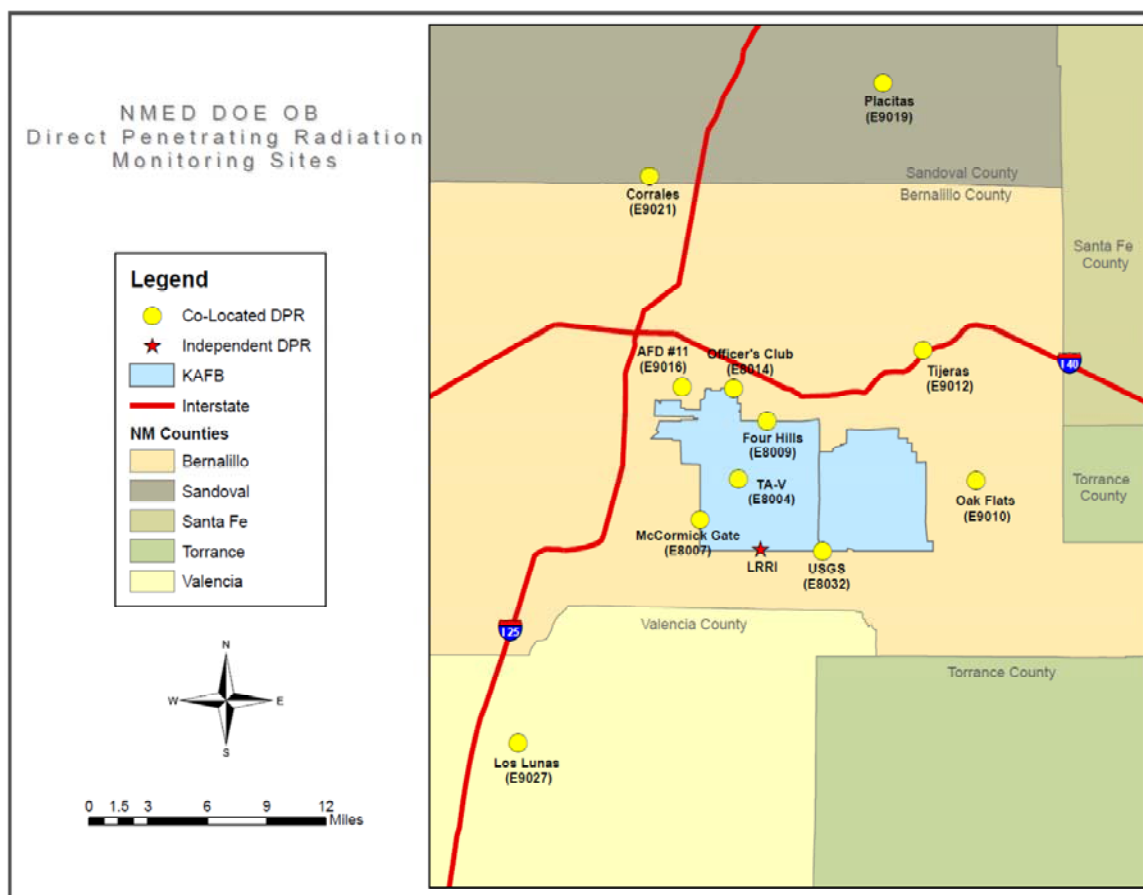 NMED DOE OB
Direct Penetrating Radiation
Monitoring Sites
Legend
Co-Located DPR
Independent DPR
KAFB
Interstate
NM Counties
Bernalillo
Sandoval
Santa Fe
Torrance
Valencia
N
W
E
S
0 1.5 3 6 9 12
Miles
Placitas
(E9019)
Sandoval County
Corrales
(E9021)
Bernalillo County
Santa Fe
County
AFD #11
(E9016)
Officer's Club
(E8014)
Tijeras
(E9012)
I 40
Four Hills
(E8009)
TA-V
(E8004)
Oak Flats
(E9010)
Torrance
County
McCormick Gate
(E8007)
LRRI
USGS
(E8032)
I 25
Valencia County
Torrance County
Los Lunas
(E9027)